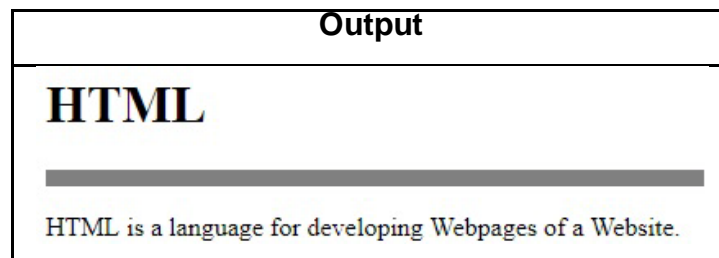 Output
HTML
HTML is a language for developing Webpages of a Website.